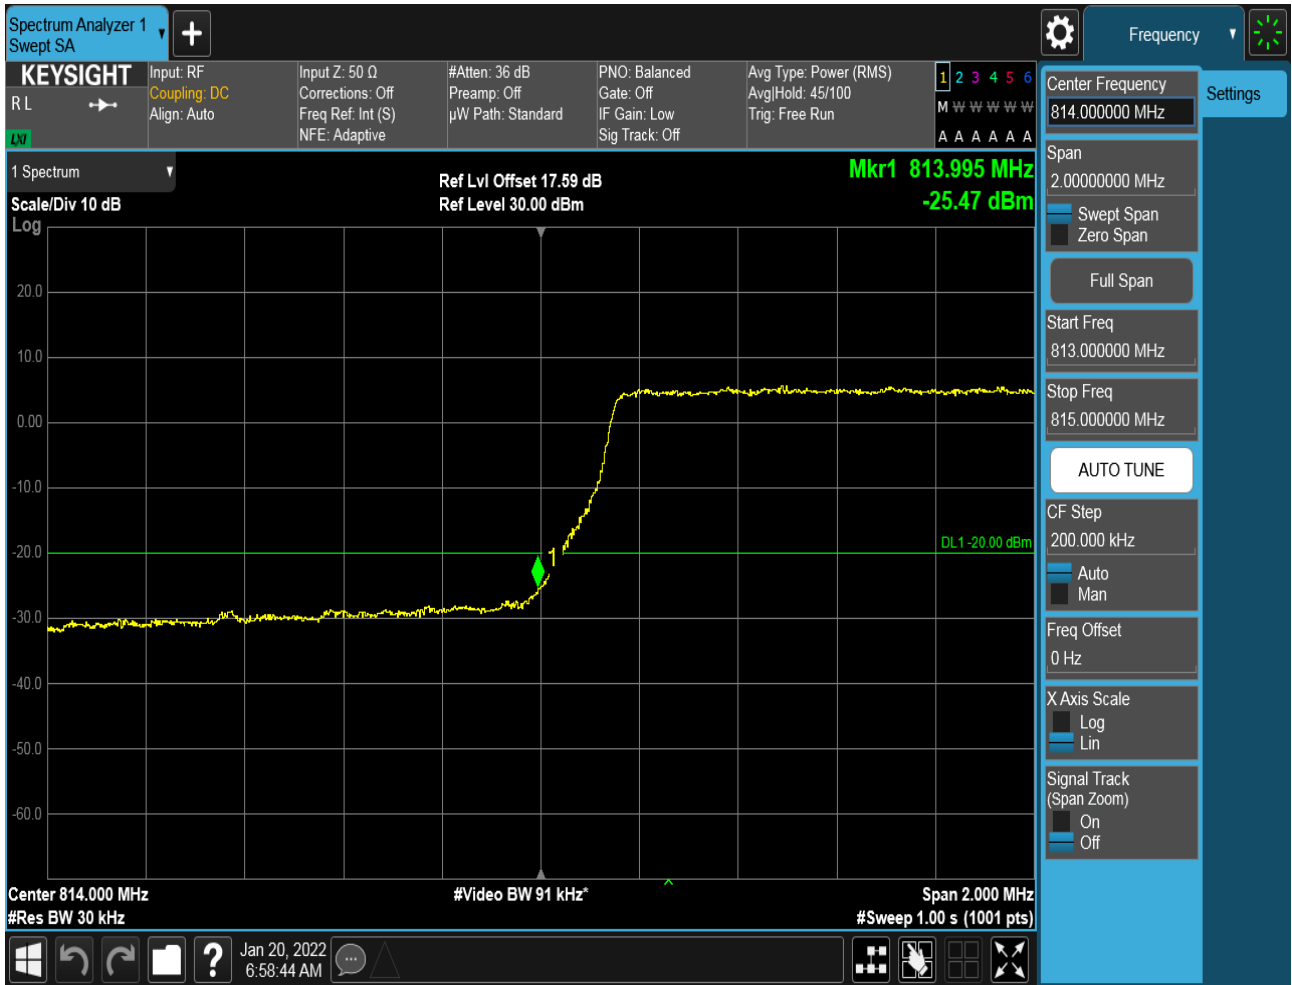 Spectrum Analyzer 1
Swept SA
+
Frequency
KEYSIGHT
R L
LXI
Input: RF
Coupling: DC
Align: Auto
Input Z: 50 Ω
Corrections: Off
Freq Ref: Int (S)
NFE: Adaptive
#Atten: 36 dB
Preamp: Off
µW Path: Standard
PNO: Balanced
Gate: Off
IF Gain: Low
Sig Track: Off
Avg Type: Power (RMS)
Avg|Hold: 45/100
Trig: Free Run
1 2 3 4 5 6
M W W W W W
A A A A A A
1 Spectrum
Scale/Div 10 dB
Log
Ref Lvl Offset 17.59 dB
Ref Level 30.00 dBm
Mkr1 813.995 MHz
-25.47 dBm
20.0
10.0
0.00
-10.0
-20.0
-30.0
-40.0
-50.0
-60.0
1
DL1 -20.00 dBm
Center 814.000 MHz
#Res BW 30 kHz
#Video BW 91 kHz*
Span 2.000 MHz
#Sweep 1.00 s (1001 pts)
?
Jan 20, 2022
6:58:44 AM
Center Frequency
814.000000 MHz
Settings
Span
2.00000000 MHz
Swept Span
Zero Span
Full Span
Start Freq
813.000000 MHz
Stop Freq
815.000000 MHz
AUTO TUNE
CF Step
200.000 kHz
Auto
Man
Freq Offset
0 Hz
X Axis Scale
Log
Lin
Signal Track
(Span Zoom)
On
Off